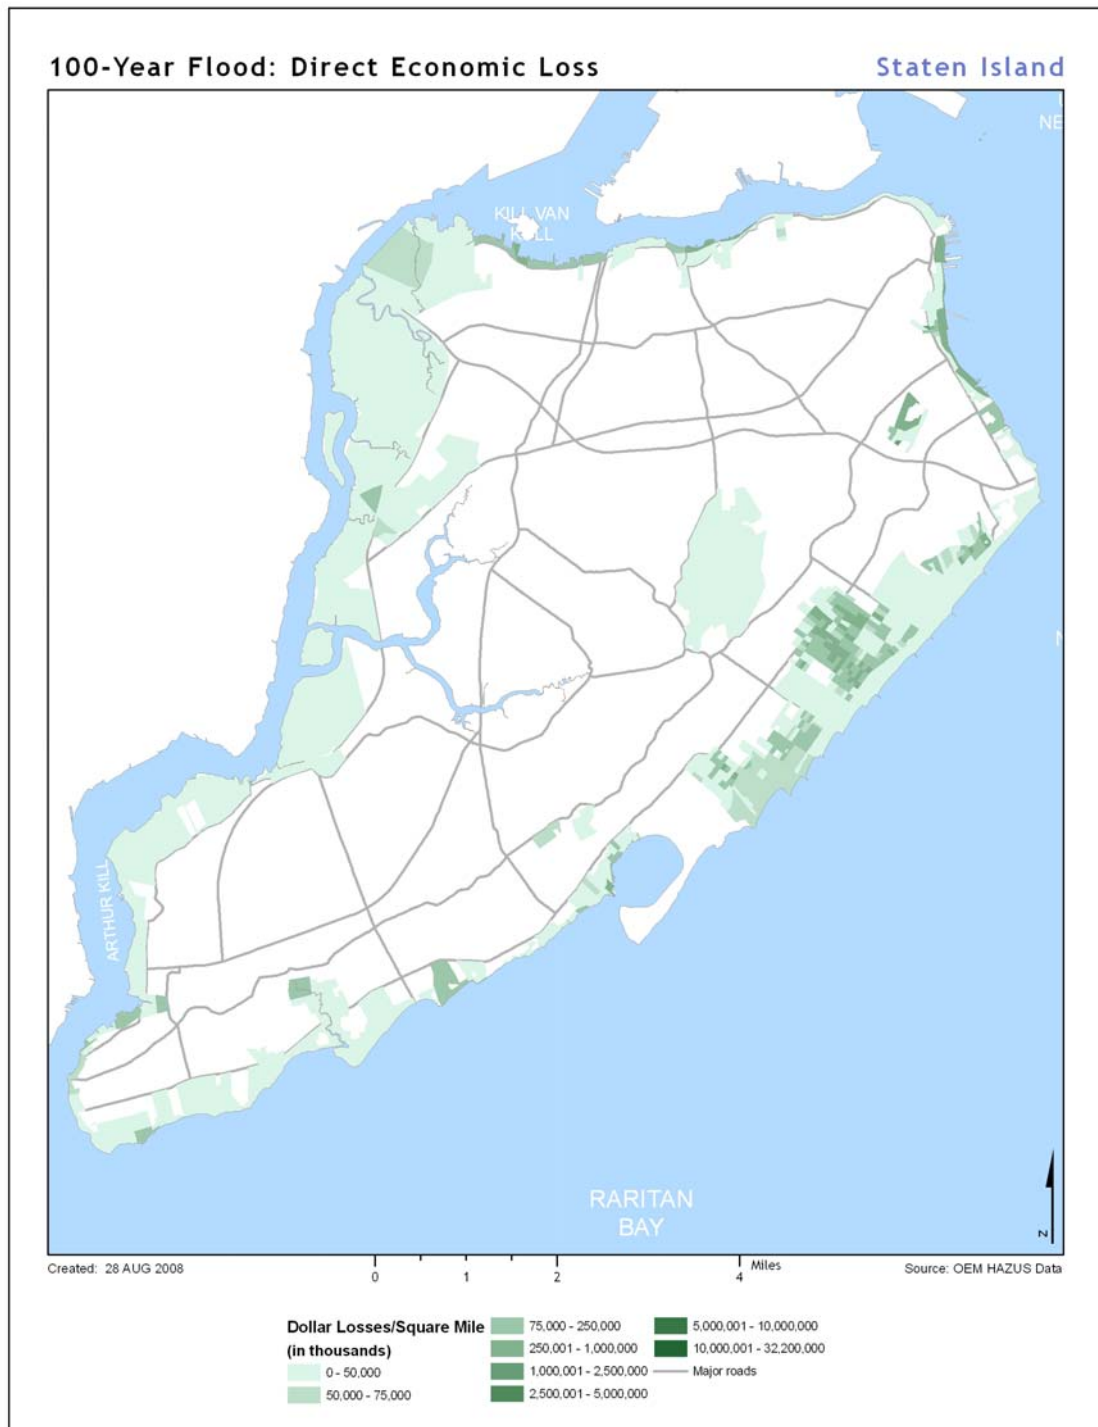 100-Year Flood: Direct Economic Loss
Staten Island
NE
KILL VAN
KULL
ARTHUR KILL
N
RARITAN
BAY
N
Created: 28 AUG 2008
0 1 2 4 Miles
Source: OEM HAZUS Data
Dollar Losses/Square Mile
(in thousands)
0 - 50,000
50,000 - 75,000
75,000 - 250,000
250,001 - 1,000,000
1,000,001 - 2,500,000
2,500,001 - 5,000,000
5,000,001 - 10,000,000
10,000,001 - 32,200,000
Major roads